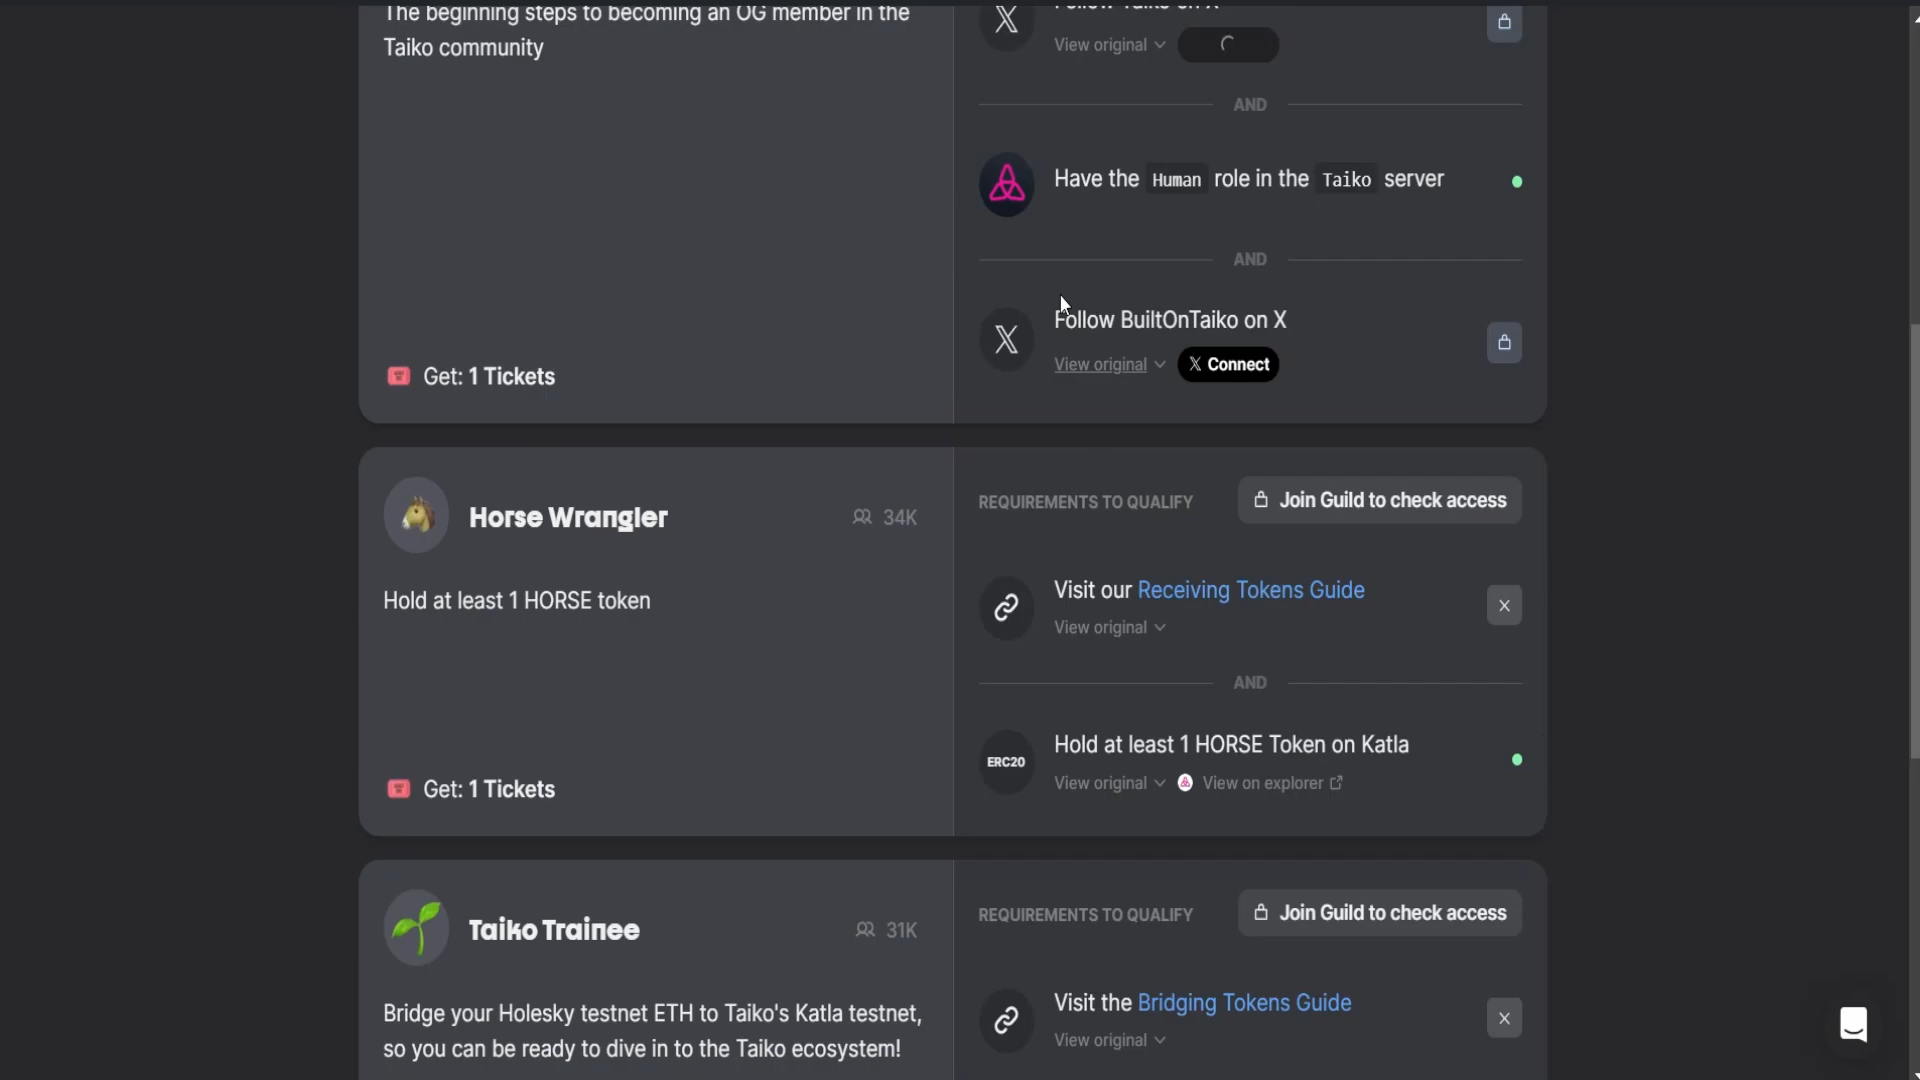 The beginning steps to becoming an OG member in the
Taiko community
Get: 1 Tickets
Follow Taiko on X
View original
AND
Have the Human role in the Taiko server
AND
Follow BuiltOnTaiko on X
View original
X Connect
Horse Wrangler
34K
Hold at least 1 HORSE token
Get: 1 Tickets
REQUIREMENTS TO QUALIFY
Join Guild to check access
Visit our Receiving Tokens Guide
View original
AND
ERC20
Hold at least 1 HORSE Token on Katla
View original
View on explorer
Taiko Trainee
31K
Bridge your Holesky testnet ETH to Taiko's Katla testnet,
so you can be ready to dive in to the Taiko ecosystem!
REQUIREMENTS TO QUALIFY
Join Guild to check access
Visit the Bridging Tokens Guide
View original